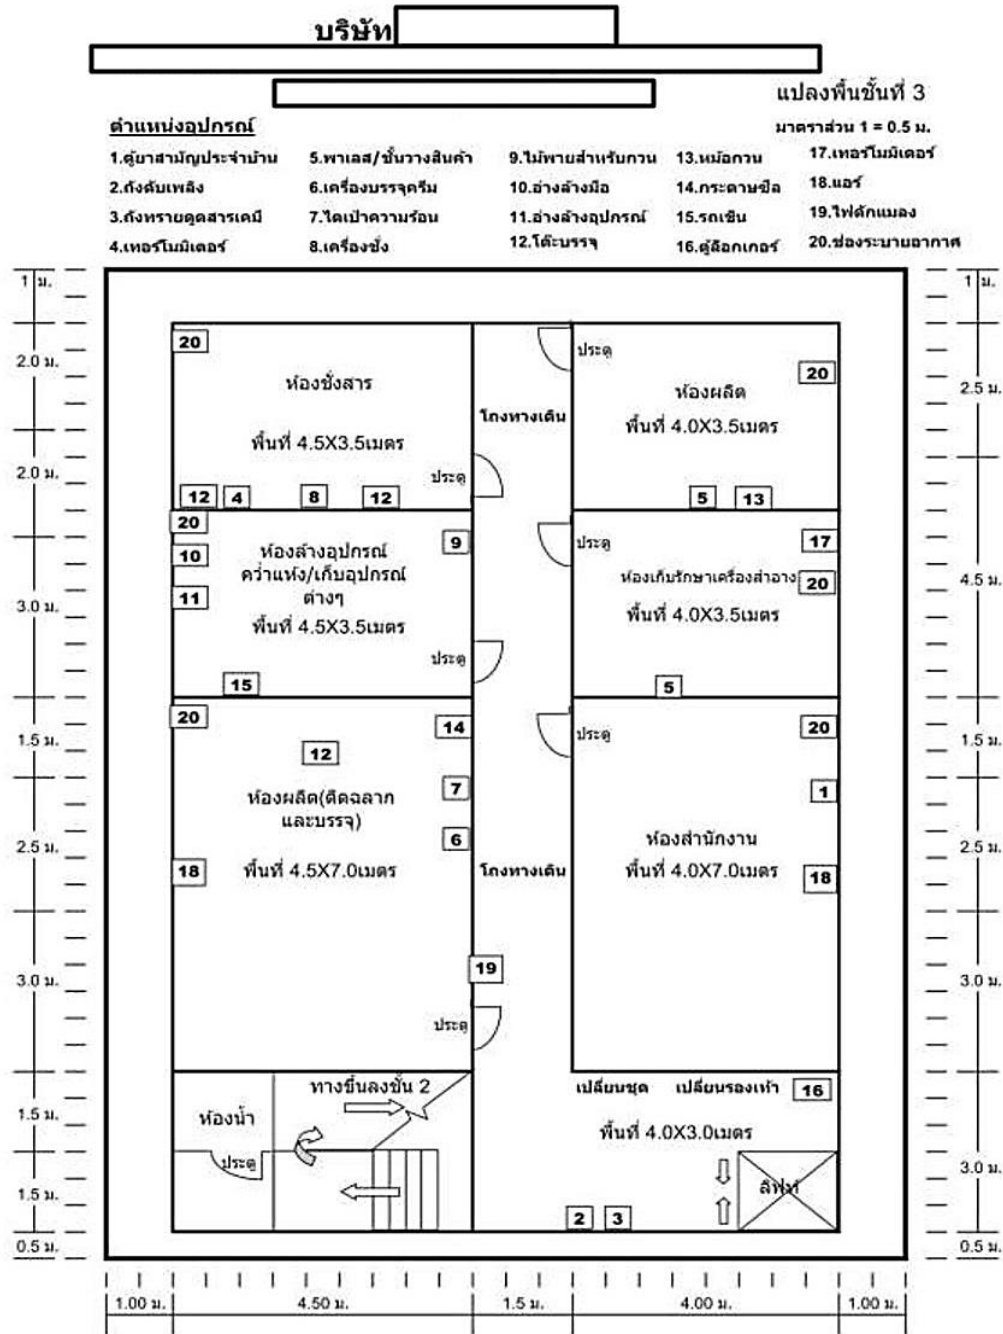 บริษัท
แปลงพื้นชั้นที่ 3
มาตราส่วน 1 = 0.5 ม.
ตำแหน่งอุปกรณ์
1.ตู้ยาสามัญประจำบ้าน
2.ถังดับเพลิง
3.ถังทรายดูดสารเคมี
4.เทอร์โมมิเตอร์
5.พาเลส/ชั้นวางสินค้า
6.เครื่องบรรจุครีม
7.ไดเป่าความร้อน
8.เครื่องชั่ง
9.ไม้พายสำหรับกวน
10.อ่างล้างมือ
11.อ่างล้างอุปกรณ์
12.โต๊ะบรรจุ
13.หม้อกวน
14.กระดาษซีล
15.รถเข็น
16.ตู้ล็อกเกอร์
17.เทอร์โมมิเตอร์
18.แอร์
19.ไฟดักแมลง
20.ช่องระบายอากาศ
1 ม.
2.0 ม.
2.0 ม.
3.0 ม.
1.5 ม.
2.5 ม.
3.0 ม.
1.5 ม.
1.5 ม.
0.5 ม.
20
ห้องชั่งสาร
พื้นที่ 4.5X3.5เมตร
ประตู
12 4 8 12
20
10
11
ห้องล้างอุปกรณ์
คว่ำแห้ง/เก็บอุปกรณ์
ต่างๆ
พื้นที่ 4.5X3.5เมตร
9
ประตู
15
20
12
14
7
6
ห้องผลิต(ติดฉลาก
และบรรจุ)
พื้นที่ 4.5X7.0เมตร
18
ประตู
ทางขึ้นลงชั้น 2
ห้องน้ำ
ประตู
โถงทางเดิน
โถงทางเดิน
19
ประตู
20
ห้องผลิต
พื้นที่ 4.0X3.5เมตร
5 13
ประตู
17
ห้องเก็บรักษาเครื่องสำอาง
20
พื้นที่ 4.0X3.5เมตร
5
ประตู
20
1
ห้องสำนักงาน
พื้นที่ 4.0X7.0เมตร
18
เปลี่ยนชุด เปลี่ยนรองเท้า 16
พื้นที่ 4.0X3.0เมตร
ลิฟท์
2 3
1 ม.
2.5 ม.
4.5 ม.
1.5 ม.
2.5 ม.
3.0 ม.
3.0 ม.
0.5 ม.
1.00 ม. 4.50 ม. 1.5 ม. 4.00 ม. 1.00 ม.